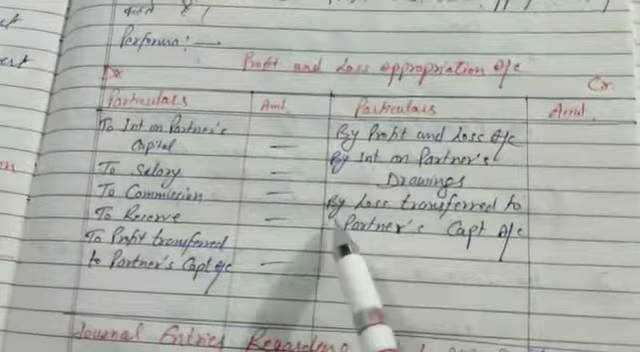 Performa: —
Profit and Loss Appropriation A/c
Dr Cr.
Particulars Amt. Particulars Amt.
To Int on Partner's By Profit and Loss A/c
Capital — By Int on Partner's
To Salary — Drawings
To Commission — By Loss transferred to
To Reserve — Partner's Capt A/c
To Profit transferred
to Partner's Capt A/c —
Journal Entries Regarding